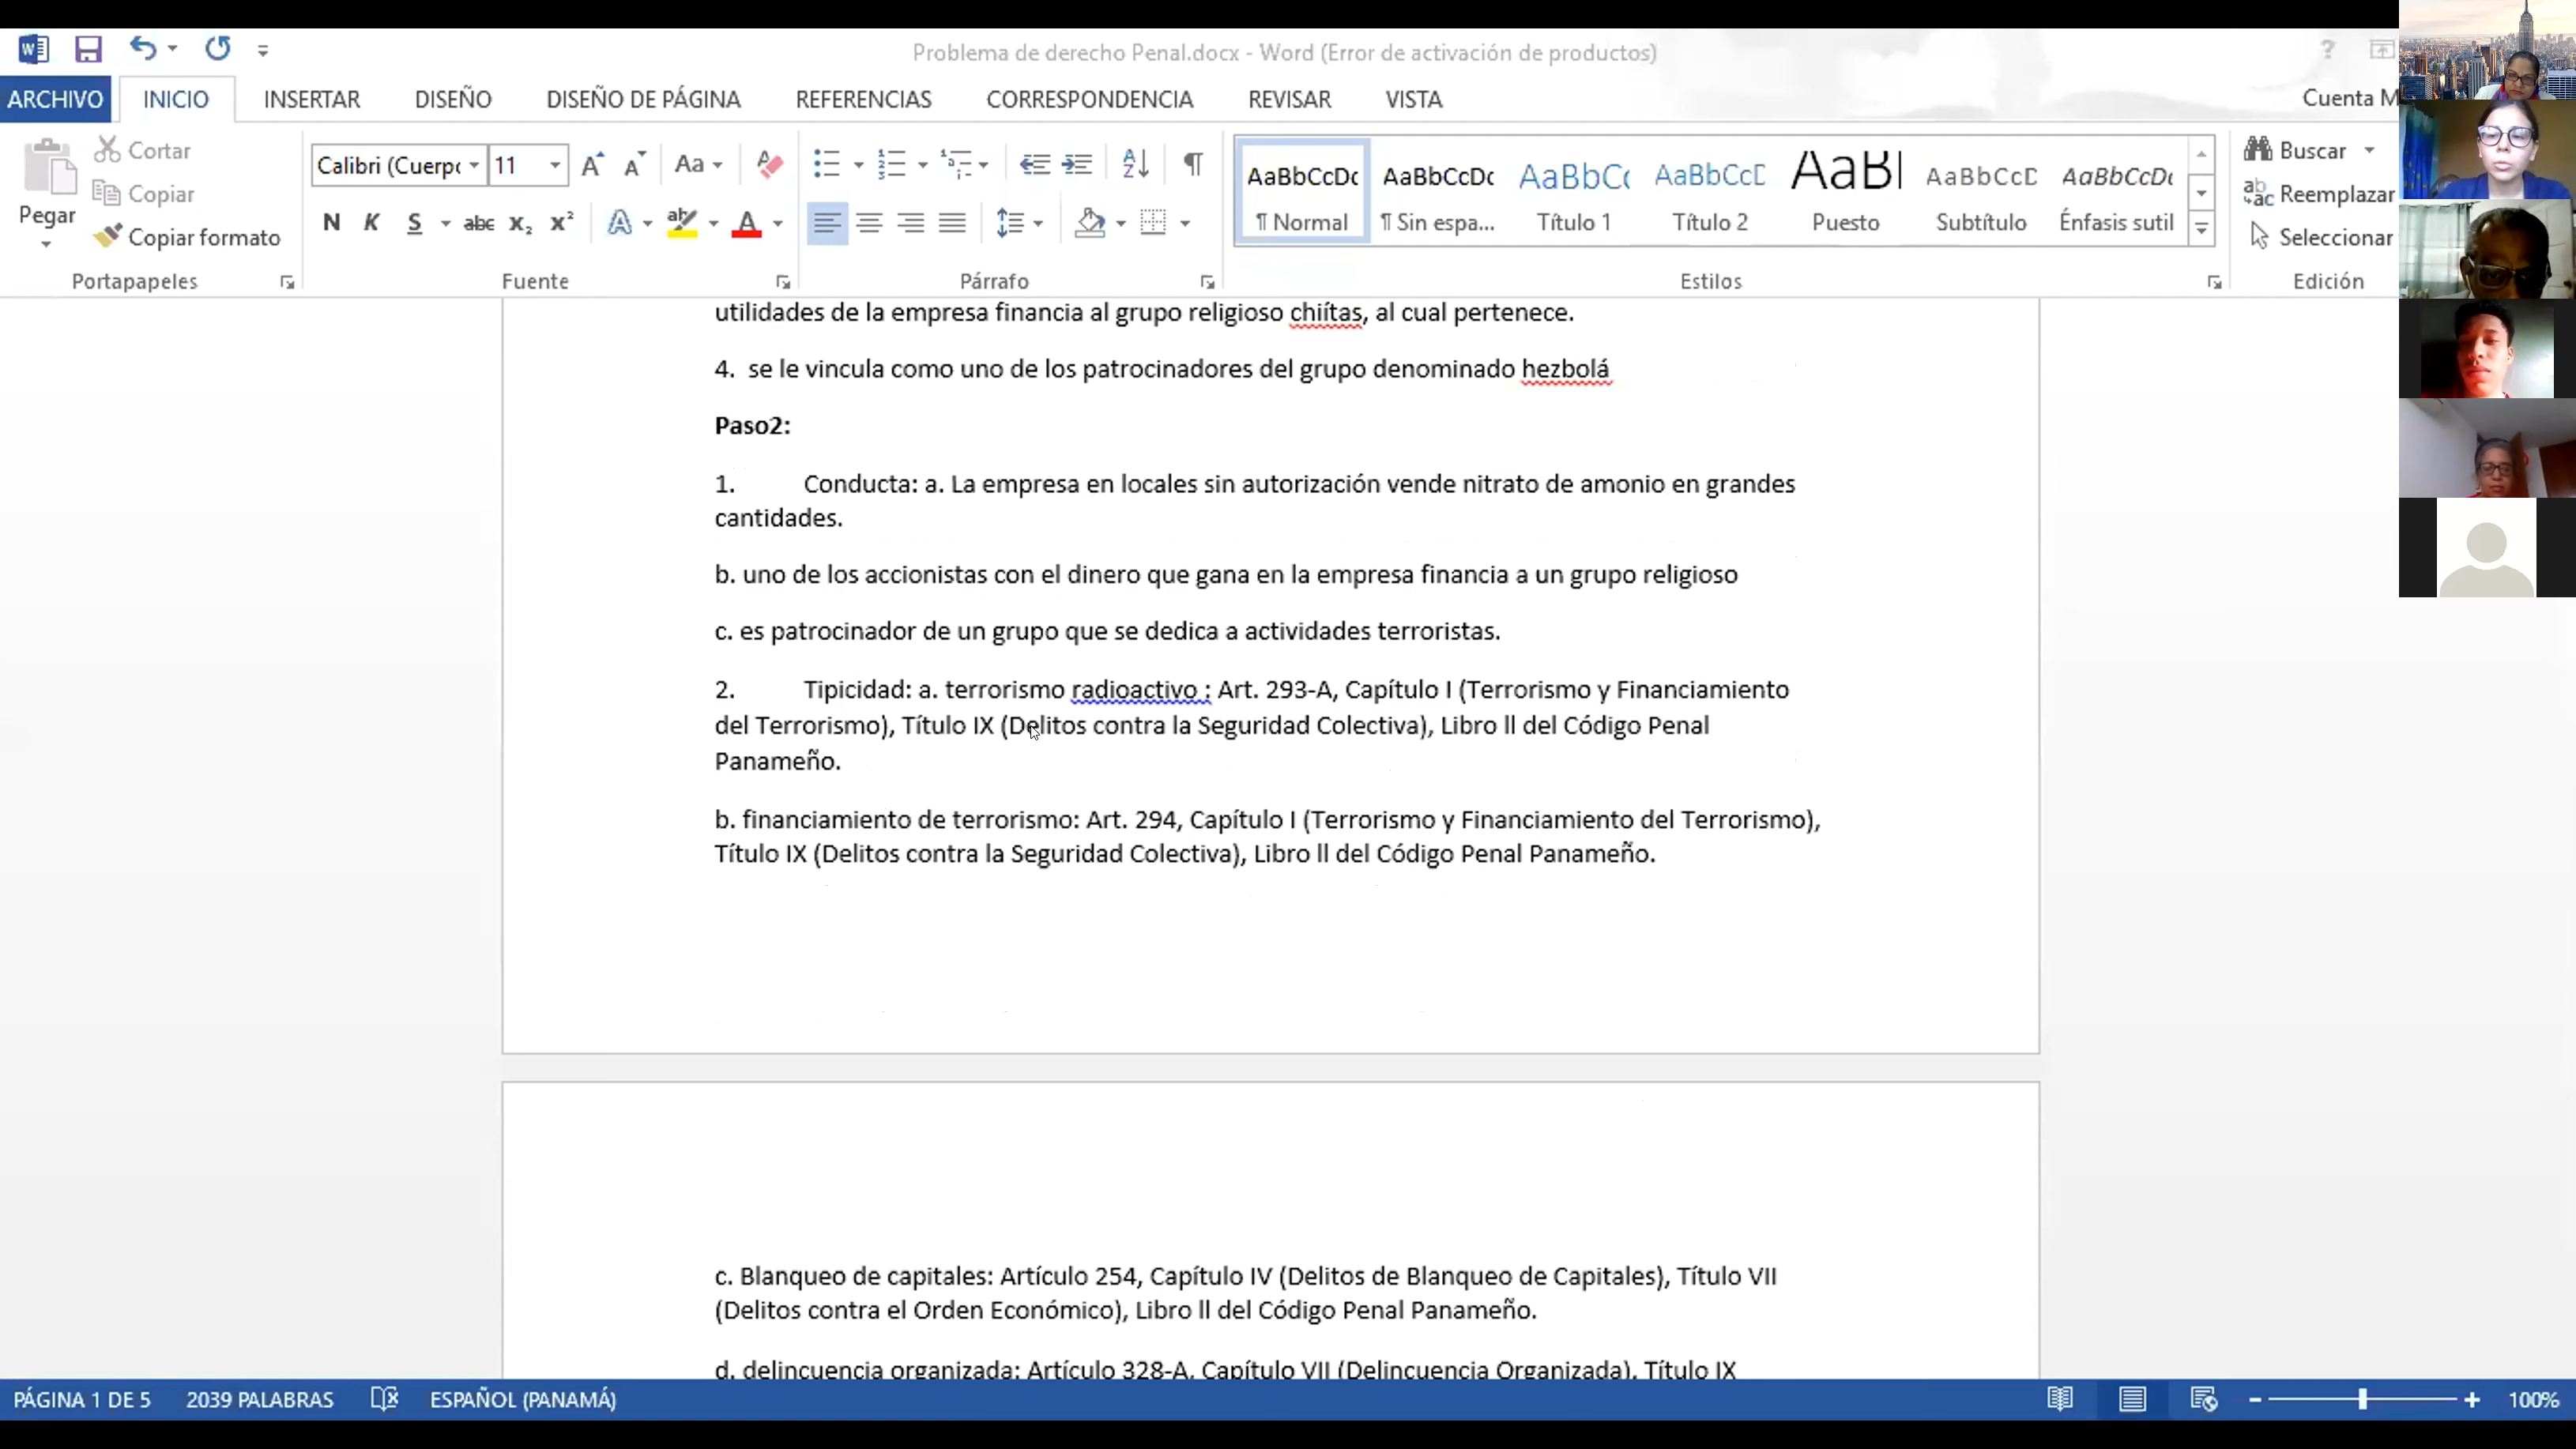 Problema de derecho Penal.docx - Word (Error de activación de productos)
?
ARCHIVO INICIO INSERTAR DISEÑO DISEÑO DE PÁGINA REFERENCIAS CORRESPONDENCIA REVISAR VISTA Cuenta M
Pegar
Cortar
Copiar
Copiar formato
Portapapeles
Calibri (Cuerpo 11
N K S abc x₂ x²
Fuente
Párrafo
AaBbCcDc AaBbCcDc AaBbCc AaBbCcD AaBl AaBbCcD AaBbCcDc
¶ Normal ¶ Sin espa... Título 1 Título 2 Puesto Subtítulo Énfasis sutil
Estilos
Buscar
Reemplazar
Seleccionar
Edición
utilidades de la empresa financia al grupo religioso chiítas, al cual pertenece.
4. se le vincula como uno de los patrocinadores del grupo denominado hezbolá
Paso2:
1. Conducta: a. La empresa en locales sin autorización vende nitrato de amonio en grandes
cantidades.
b. uno de los accionistas con el dinero que gana en la empresa financia a un grupo religioso
c. es patrocinador de un grupo que se dedica a actividades terroristas.
2. Tipicidad: a. terrorismo radioactivo : Art. 293-A, Capítulo I (Terrorismo y Financiamiento
del Terrorismo), Título IX (Delitos contra la Seguridad Colectiva), Libro ll del Código Penal
Panameño.
b. financiamiento de terrorismo: Art. 294, Capítulo I (Terrorismo y Financiamiento del Terrorismo),
Título IX (Delitos contra la Seguridad Colectiva), Libro ll del Código Penal Panameño.
c. Blanqueo de capitales: Artículo 254, Capítulo IV (Delitos de Blanqueo de Capitales), Título VII
(Delitos contra el Orden Económico), Libro ll del Código Penal Panameño.
d. delincuencia organizada: Artículo 328-A, Capítulo VII (Delincuencia Organizada), Título IX
PÁGINA 1 DE 5 2039 PALABRAS ESPAÑOL (PANAMÁ) 100%